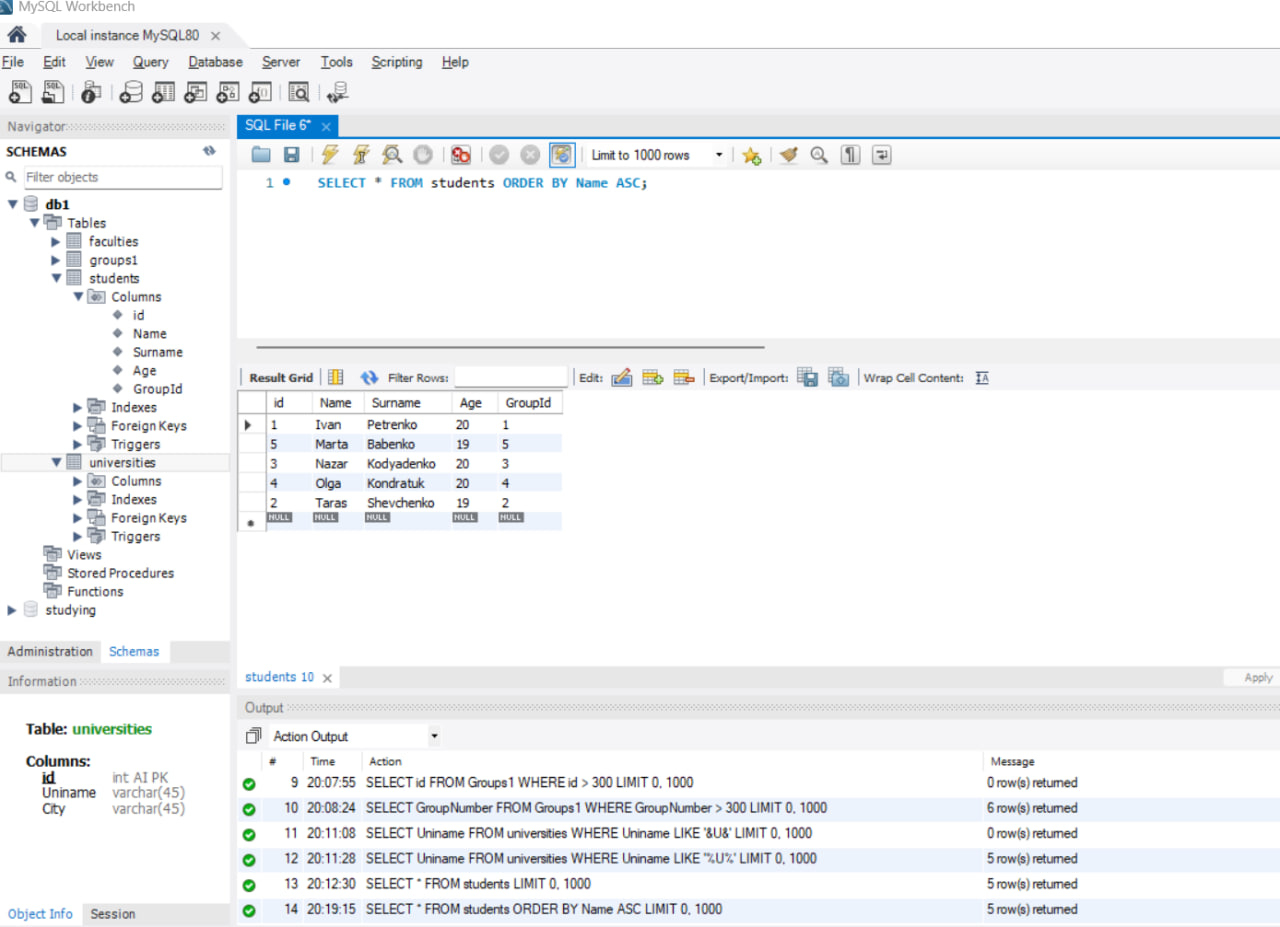 MySQL Workbench
Local instance MySQL80
File Edit View Query Database Server Tools Scripting Help
Navigator
SCHEMAS
Filter objects
db1
Tables
faculties
groups1
students
Columns
id
Name
Surname
Age
GroupId
Indexes
Foreign Keys
Triggers
universities
Columns
Indexes
Foreign Keys
Triggers
Views
Stored Procedures
Functions
studying
Administration Schemas
Information
Table: universities
Columns:
id int AI PK
Uniname varchar(45)
City varchar(45)
Object Info Session
SQL File 6*
Limit to 1000 rows
1 SELECT * FROM students ORDER BY Name ASC;
Result Grid Filter Rows: Edit: Export/Import: Wrap Cell Content: IA
id Name Surname Age GroupId
1 Ivan Petrenko 20 1
5 Marta Babenko 19 5
3 Nazar Kodyadenko 20 3
4 Olga Kondratuk 20 4
2 Taras Shevchenko 19 2
NULL NULL NULL NULL NULL
students 10
Apply
Output
Action Output
# Time Action Message
9 20:07:55 SELECT id FROM Groups1 WHERE id > 300 LIMIT 0, 1000 0 row(s) returned
10 20:08:24 SELECT GroupNumber FROM Groups1 WHERE GroupNumber > 300 LIMIT 0, 1000 6 row(s) returned
11 20:11:08 SELECT Uniname FROM universities WHERE Uniname LIKE '&U&' LIMIT 0, 1000 0 row(s) returned
12 20:11:28 SELECT Uniname FROM universities WHERE Uniname LIKE '%U%' LIMIT 0, 1000 5 row(s) returned
13 20:12:30 SELECT * FROM students LIMIT 0, 1000 5 row(s) returned
14 20:19:15 SELECT * FROM students ORDER BY Name ASC LIMIT 0, 1000 5 row(s) returned